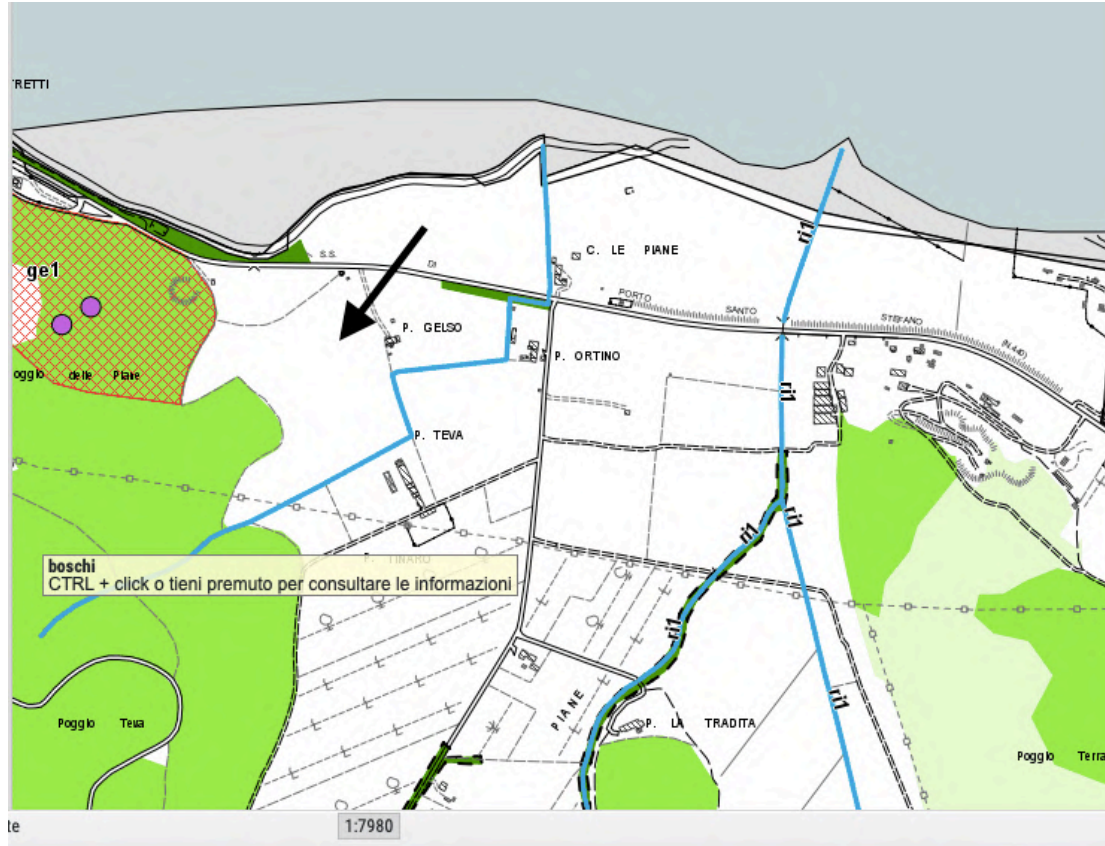 TRETTI
ri1
C. LE PIANE
S.S.
DI
ge1
PORTO
SANTO
STEFANO
(N.440)
P. GELSO
P. ORTINO
oggio delle Piane
ri1
P. TEVA
ri1
ri1
P. TINARO
boschi
CTRL + click o tieni premuto per consultare le informazioni
ri1
ri1
PIANE
Poggio Teva
P. LA TRADITA
Poggio Terra
te
1:7980